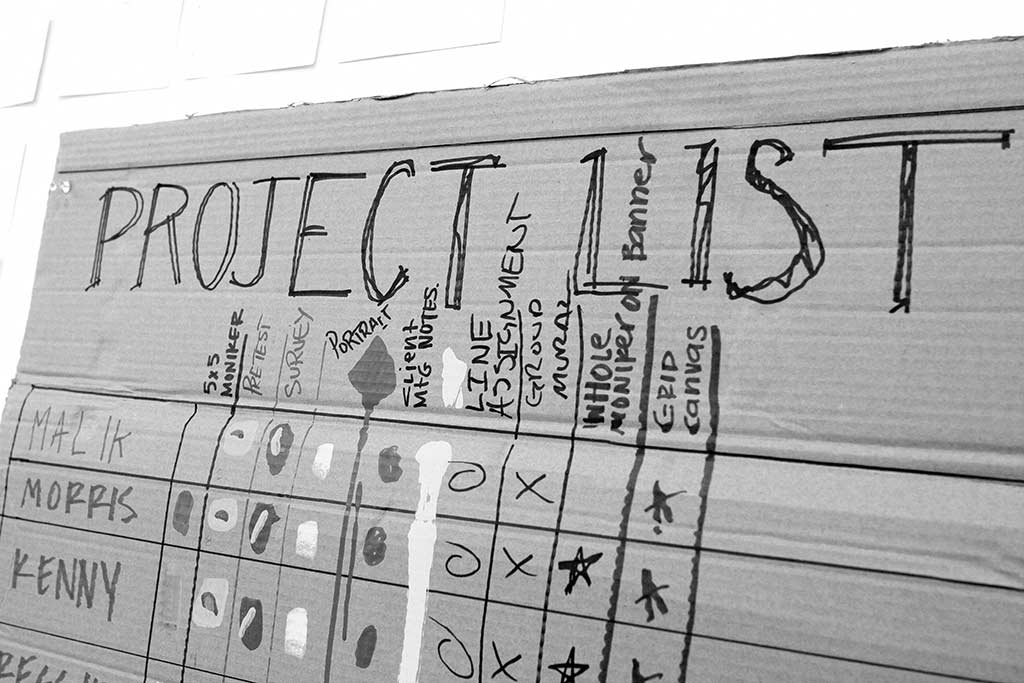 PROJECT LIST
5x5
MONIKER
PRETEST
SURVEY
PORTRAIT
Client
MtG NOTES.
LINE
ASSIGNMENT
GROUP
MURAL
WHOLE
MONIKER ON Banner
GRID
canvas
MALIK
MORRIS
KENNY